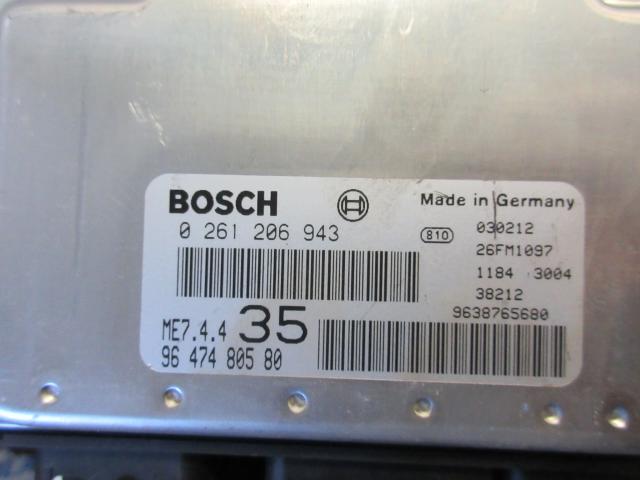 BOSCH
Made in Germany
0 261 206 943
810
030212
26FM1097
1184 3004
38212
9638765680
ME7.4.4 35
96 474 805 80